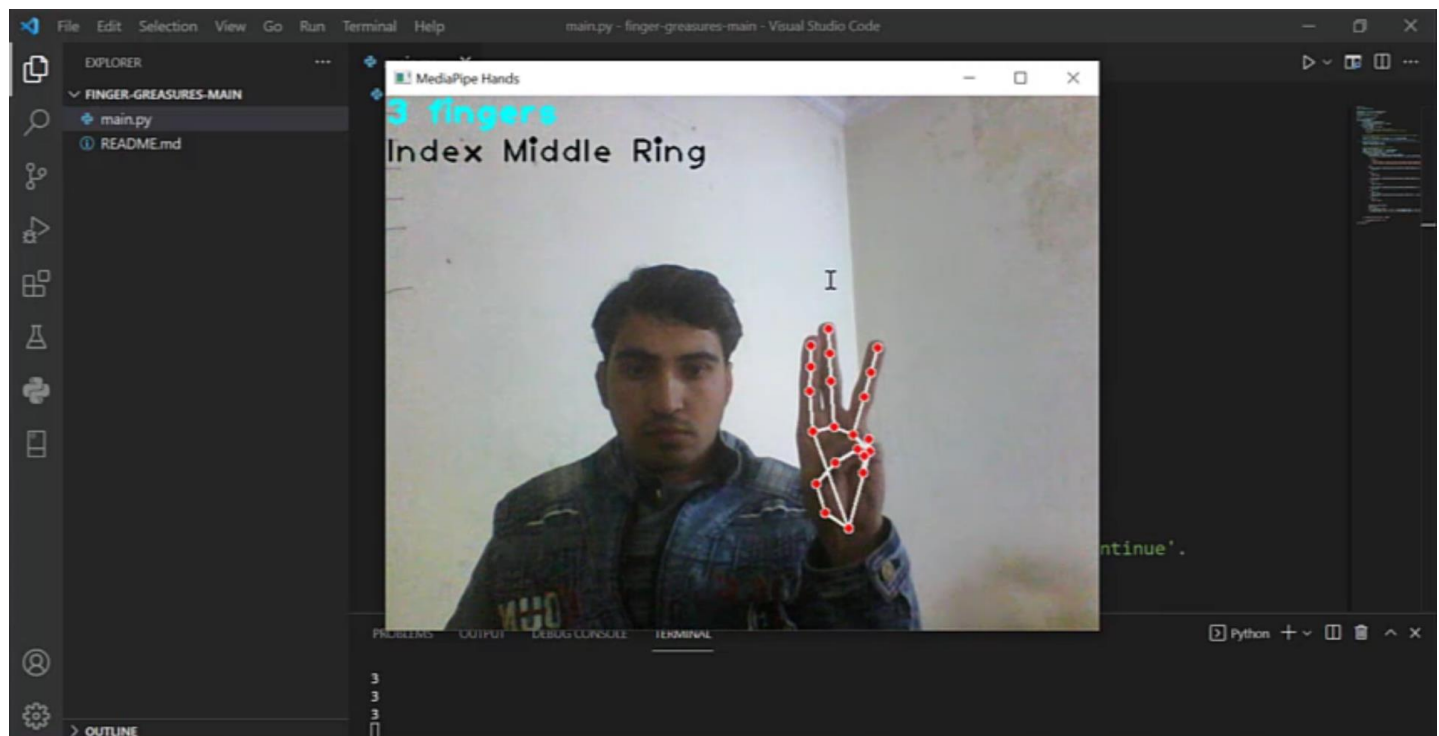 File Edit Selection View Go Run Terminal Help main.py - finger-greasures-main - Visual Studio Code
EXPLORER
MediaPipe Hands
FINGER-GREASURES-MAIN
main.py
README.md
3 fingers
Index Middle Ring
ntinue'.
PROBLEMS OUTPUT DEBUG CONSOLE TERMINAL
Python
3
3
3
OUTLINE